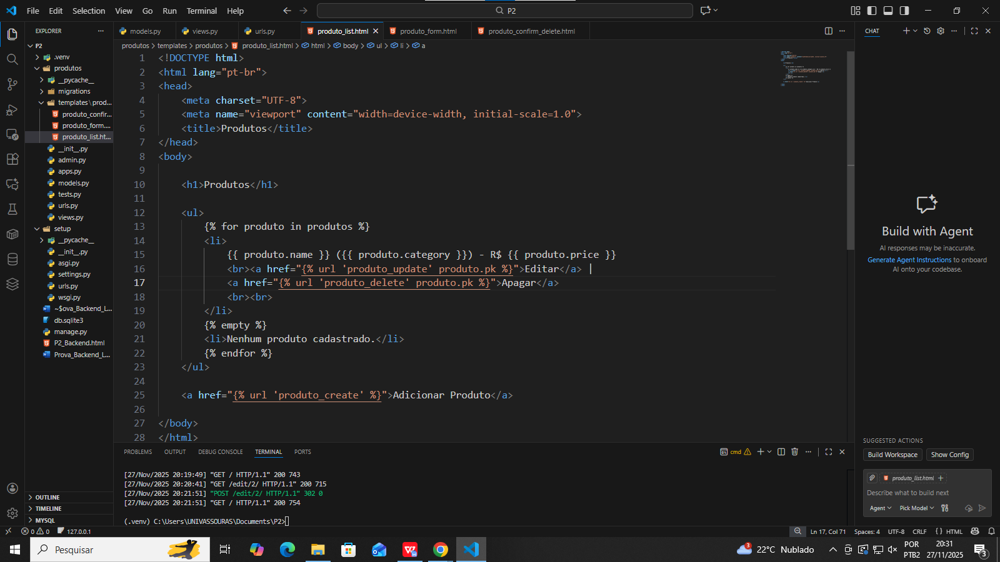 File Edit Selection View Go Run Terminal Help
P2
EXPLORER
P2
.venv
produtos
__pycache__
migrations
templates\prod...
produto_confir...
produto_form....
produto_list.ht...
__init__.py
admin.py
apps.py
models.py
tests.py
urls.py
views.py
setup
__pycache__
__init__.py
asgi.py
settings.py
urls.py
wsgi.py
~$ova_Backend_L...
db.sqlite3
manage.py
P2_Backend.html
Prova_Backend_L...
OUTLINE
TIMELINE
MYSQL
models.py views.py urls.py produto_list.html produto_form.html produto_confirm_delete.html
produtos > templates > produtos > produto_list.html > html > body > ul > li > a
1 <!DOCTYPE html>
2 <html lang="pt-br">
3 <head>
4 <meta charset="UTF-8">
5 <meta name="viewport" content="width=device-width, initial-scale=1.0">
6 <title>Produtos</title>
7 </head>
8 <body>
9
10 <h1>Produtos</h1>
11
12 <ul>
13 {% for produto in produtos %}
14 <li>
15 {{ produto.name }} ({{ produto.category }}) - R$ {{ produto.price }}
16 <br><a href="{% url 'produto_update' produto.pk %}">Editar</a> |
17 <a href="{% url 'produto_delete' produto.pk %}">Apagar</a>
18 <br><br>
19 </li>
20 {% empty %}
21 <li>Nenhum produto cadastrado.</li>
22 {% endfor %}
23 </ul>
24
25 <a href="{% url 'produto_create' %}">Adicionar Produto</a>
26
27 </body>
28 </html>
PROBLEMS OUTPUT DEBUG CONSOLE TERMINAL PORTS
cmd
[27/Nov/2025 20:19:49] "GET / HTTP/1.1" 200 743
[27/Nov/2025 20:20:41] "GET /edit/2/ HTTP/1.1" 200 715
[27/Nov/2025 20:21:51] "POST /edit/2/ HTTP/1.1" 302 0
[27/Nov/2025 20:21:51] "GET / HTTP/1.1" 200 754
(.venv) C:\Users\UNIVASSOURAS\Documents\P2>
CHAT
Build with Agent
AI responses may be inaccurate.
Generate Agent Instructions to onboard
AI onto your codebase.
SUGGESTED ACTIONS
Build Workspace Show Config
produto_list.html
Describe what to build next
Agent Pick Model
0 0 127.0.0.1
Ln 17, Col 71 Spaces: 4 UTF-8 CRLF HTML
Pesquisar
3
22°C Nublado
POR
PTB2
20:31
27/11/2025
3